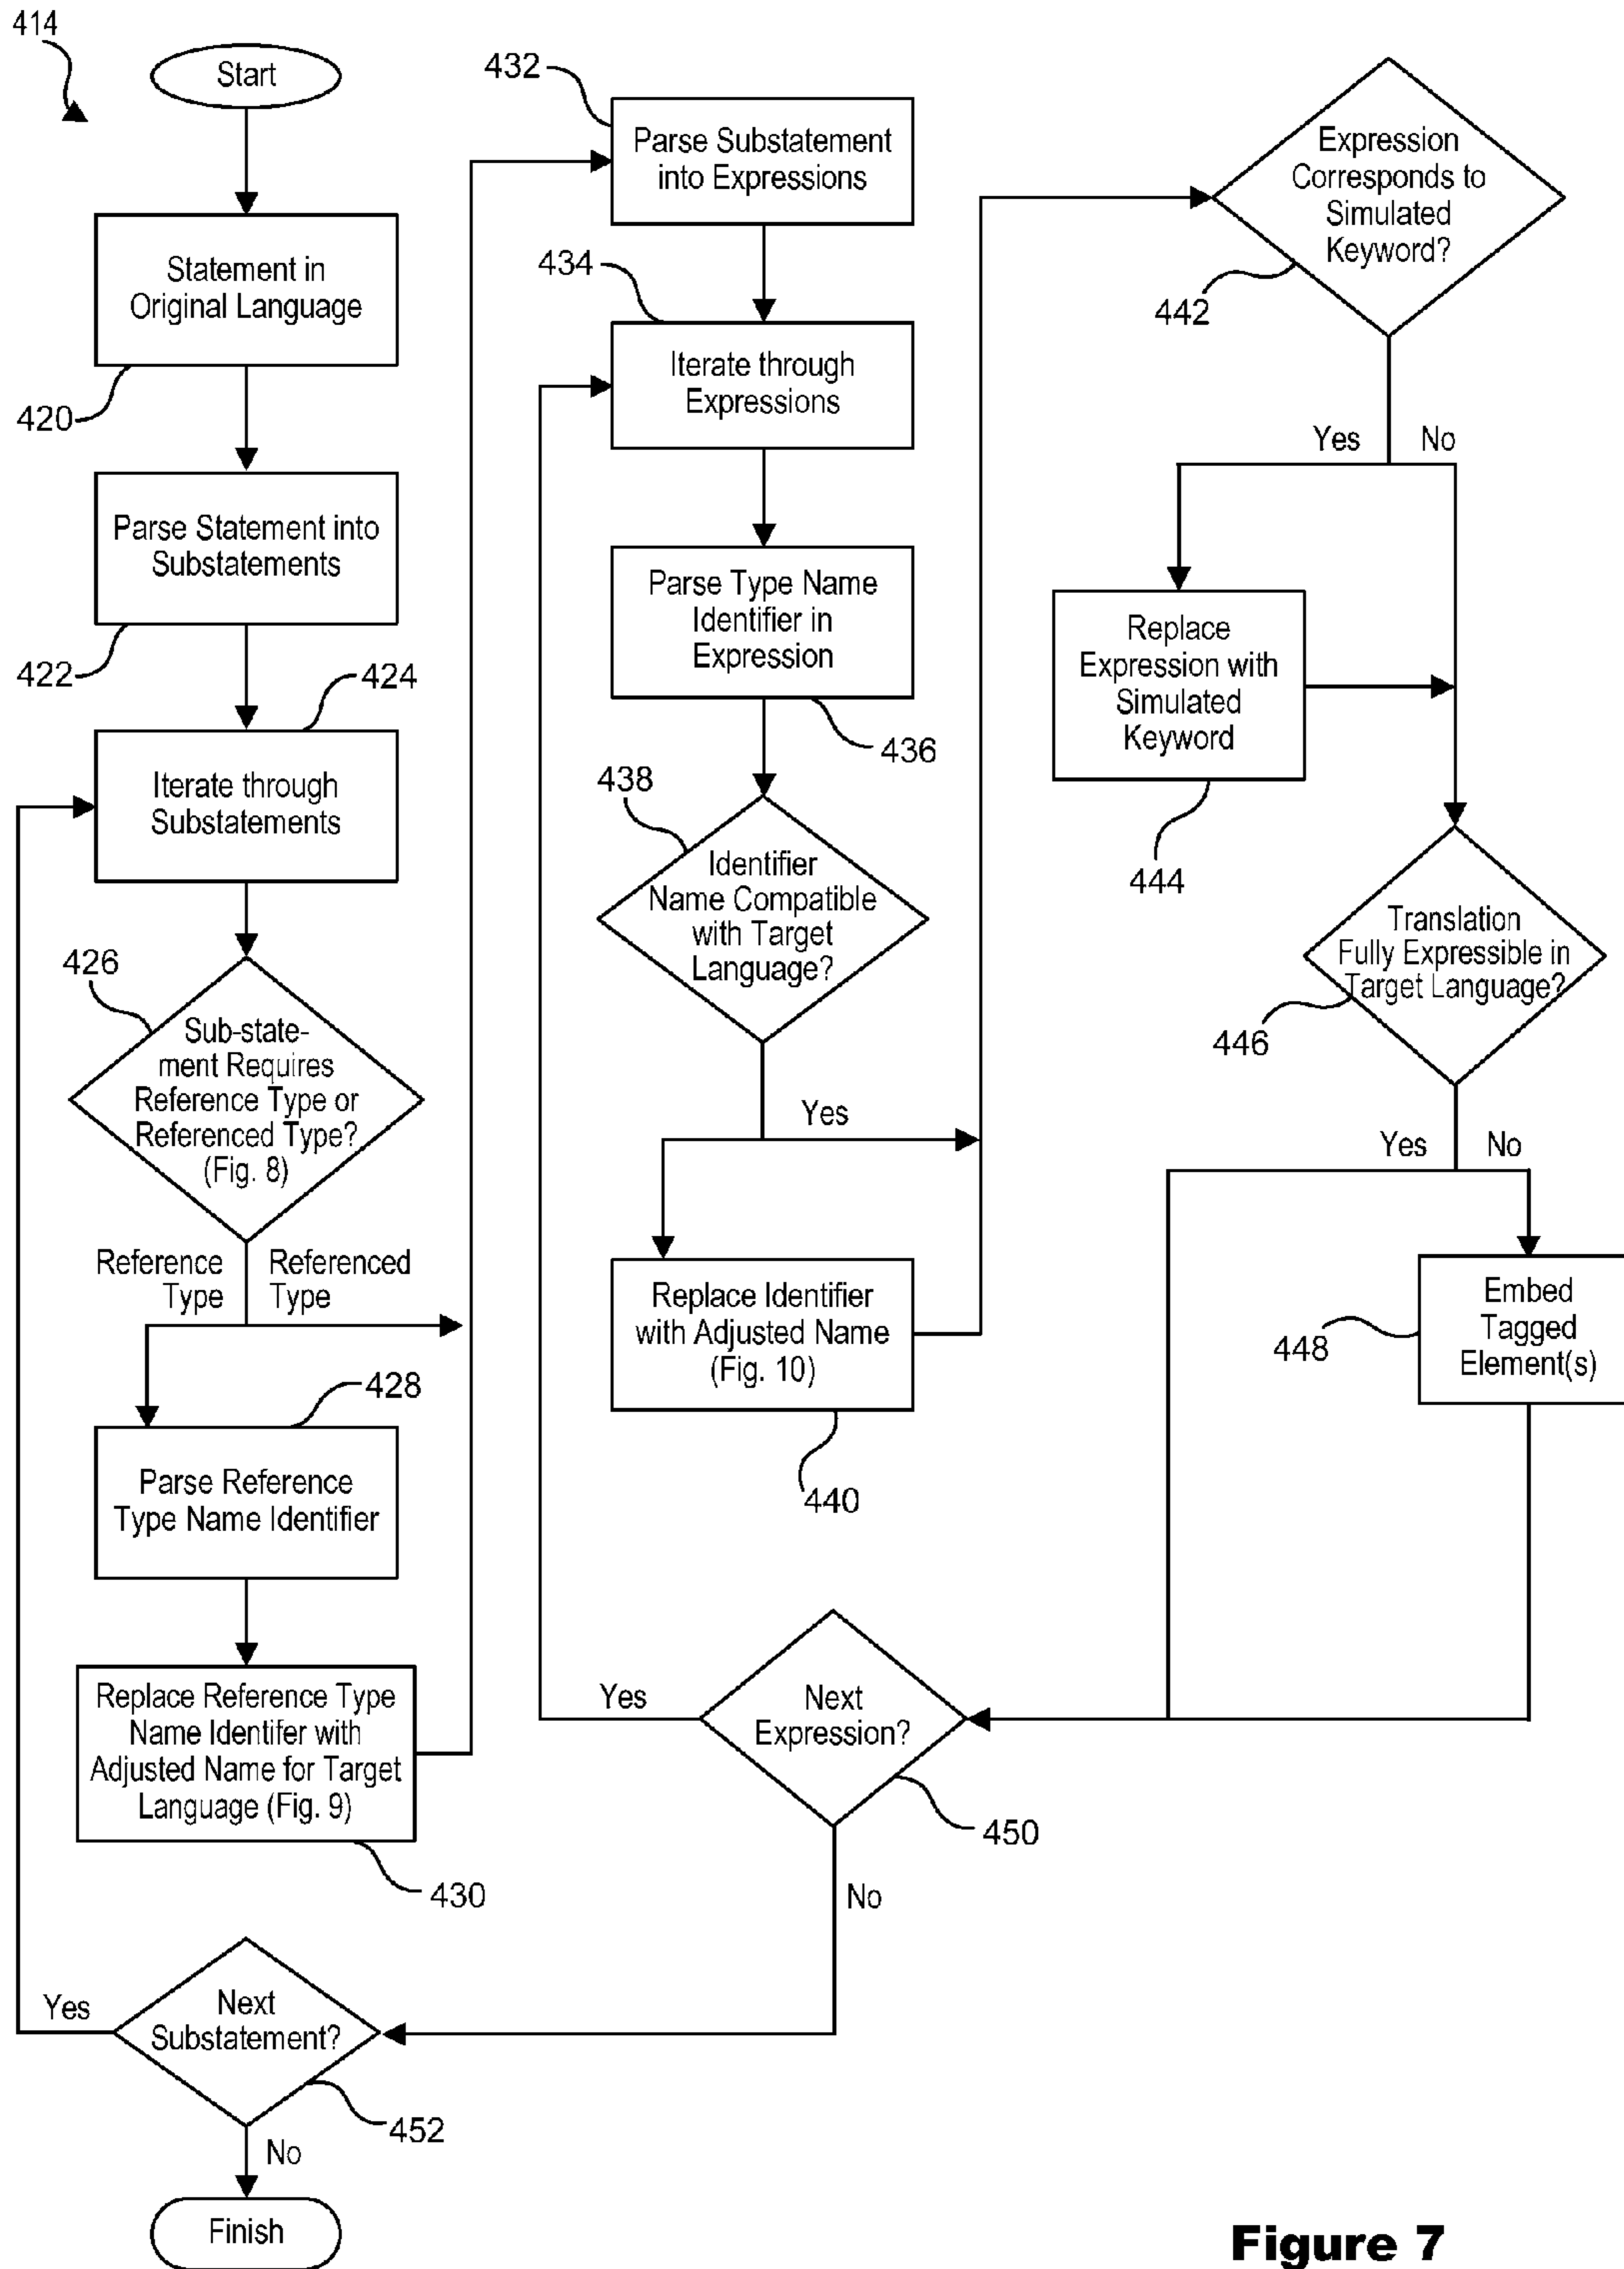 414
Start
Statement in
Original Language
420
Parse Statement into
Substatements
422
424
Iterate through
Substatements
426
Sub-state-
ment Requires
Reference Type or
Referenced Type?
(Fig. 8)
Reference
Type
Referenced
Type
428
Parse Reference
Type Name Identifier
Replace Reference Type
Name Identifer with
Adjusted Name for Target
Language (Fig. 9)
430
Yes
Next
Substatement?
452
No
Finish
432
Parse Substatement
into Expressions
434
Iterate through
Expressions
Parse Type Name
Identifier in
Expression
436
438
Identifier
Name Compatible
with Target
Language?
Yes
Replace Identifier
with Adjusted Name
(Fig. 10)
440
Yes
Next
Expression?
450
No
Expression
Corresponds to
Simulated
Keyword?
442
Yes
No
Replace
Expression with
Simulated
Keyword
444
Translation
Fully Expressible in
Target Language?
446
Yes
No
Embed
Tagged
Element(s)
448
Figure 7